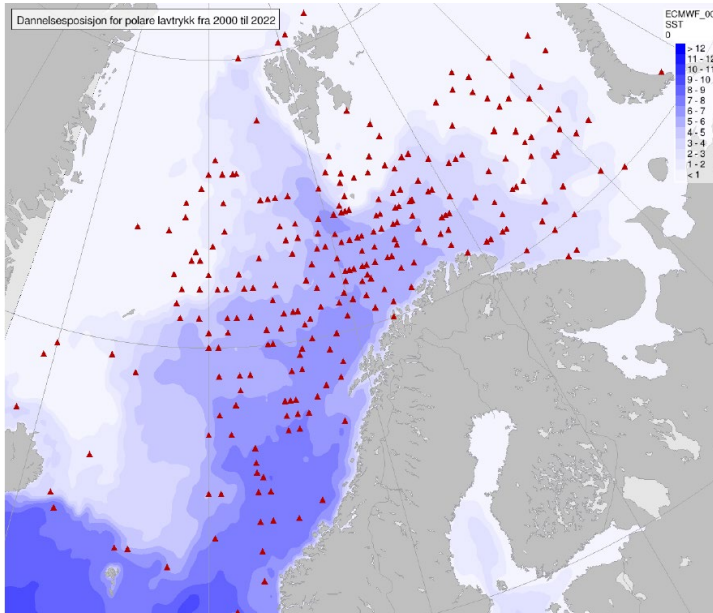 Dannelsesposisjon for polare lavtrykk fra 2000 til 2022
ECMWF_00
SST
0
> 12
11 - 12
10 - 11
9 - 10
8 - 9
7 - 8
6 - 7
5 - 6
4 - 5
3 - 4
2 - 3
1 - 2
< 1